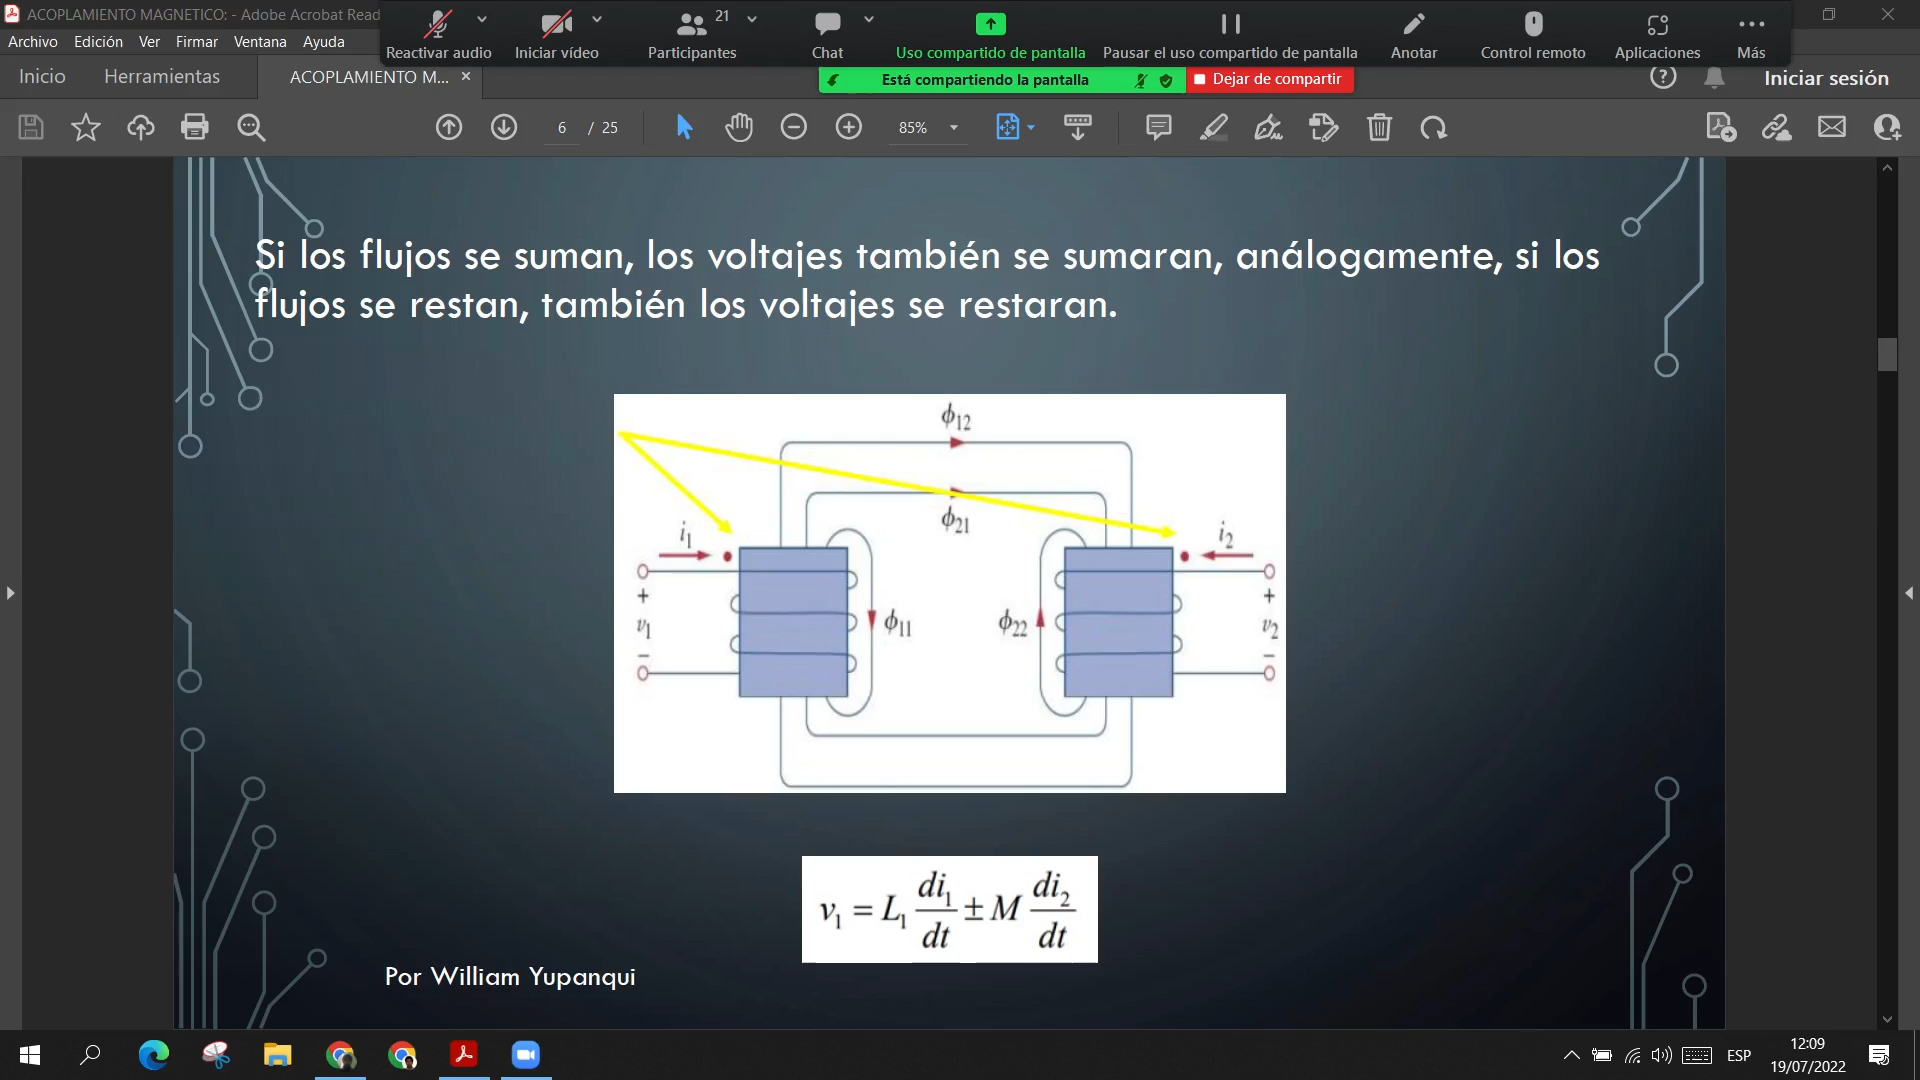 ACOPLAMIENTO MAGNETICO: - Adobe Acrobat Read
Archivo Edición Ver Firmar Ventana Ayuda
Reactivar audio
Iniciar vídeo
21
Participantes
Chat
Uso compartido de pantalla
Pausar el uso compartido de pantalla
Anotar
Control remoto
Aplicaciones
Más
Está compartiendo la pantalla
Dejar de compartir
Inicio Herramientas ACOPLAMIENTO M... ×
Iniciar sesión
6 / 25
85%
Si los flujos se suman, los voltajes también se sumaran, análogamente, si los
flujos se restan, también los voltajes se restaran.
ϕ12
ϕ21
i1
i2
+
v1
−
ϕ11
ϕ22
+
v2
−
v1 = L1 di1/dt ± M di2/dt
Por William Yupanqui
ESP
12:09
19/07/2022